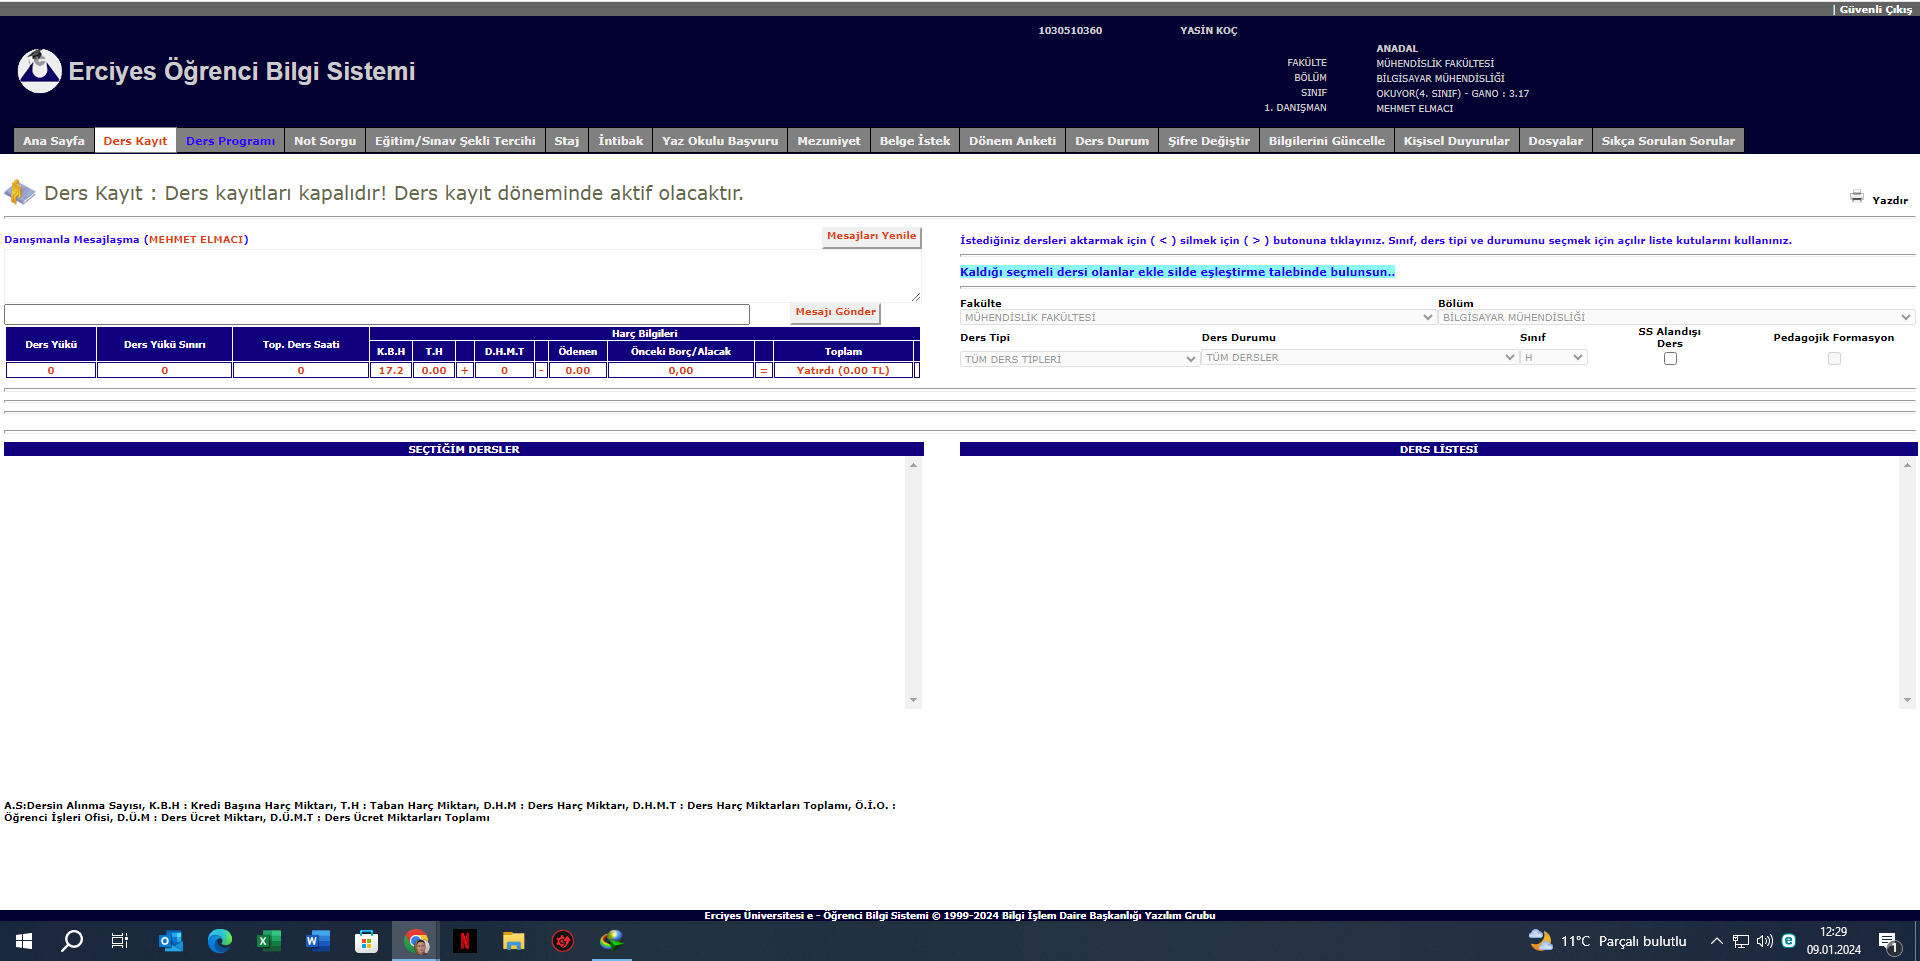 | Güvenli Çıkış
1030510360 YASİN KOÇ
Erciyes Öğrenci Bilgi Sistemi
ANADAL
FAKÜLTE MÜHENDİSLİK FAKÜLTESİ
BÖLÜM BİLGİSAYAR MÜHENDİSLİĞİ
SINIF OKUYOR(4. SINIF) - GANO : 3.17
1. DANIŞMAN MEHMET ELMACI
Ana Sayfa Ders Kayıt Ders Programı Not Sorgu Eğitim/Sınav Şekli Tercihi Staj İntibak Yaz Okulu Başvuru Mezuniyet Belge İstek Dönem Anketi Ders Durum Şifre Değiştir Bilgilerini Güncelle Kişisel Duyurular Dosyalar Sıkça Sorulan Sorular
Ders Kayıt : Ders kayıtları kapalıdır! Ders kayıt döneminde aktif olacaktır.
Yazdır
Danışmanla Mesajlaşma (MEHMET ELMACI) Mesajları Yenile
Mesajı Gönder
Ders Yükü Ders Yükü Sınırı Top. Ders Saati Harç Bilgileri
K.B.H T.H D.H.M.T Ödenen Önceki Borç/Alacak Toplam
0 0 0 17.2 0.00 + 0 - 0.00 0,00 = Yatırdı (0.00 TL)
İstediğiniz dersleri aktarmak için ( < ) silmek için ( > ) butonuna tıklayınız. Sınıf, ders tipi ve durumunu seçmek için açılır liste kutularını kullanınız.
Kaldığı seçmeli dersi olanlar ekle silde eşleştirme talebinde bulunsun..
Fakülte Bölüm
MÜHENDİSLİK FAKÜLTESİ BİLGİSAYAR MÜHENDİSLİĞİ
Ders Tipi Ders Durumu Sınıf SS Alandışı Ders Pedagojik Formasyon
TÜM DERS TİPLERİ TÜM DERSLER H
SEÇTİĞİM DERSLER DERS LİSTESİ
A.S:Dersin Alınma Sayısı, K.B.H : Kredi Başına Harç Miktarı, T.H : Taban Harç Miktarı, D.H.M : Ders Harç Miktarı, D.H.M.T : Ders Harç Miktarları Toplamı, Ö.İ.O. :
Öğrenci İşleri Ofisi, D.Ü.M : Ders Ücret Miktarı, D.Ü.M.T : Ders Ücret Miktarları Toplamı
Erciyes Üniversitesi e - Öğrenci Bilgi Sistemi © 1999-2024 Bilgi İşlem Daire Başkanlığı Yazılım Grubu
11°C Parçalı bulutlu
12:29
09.01.2024
1